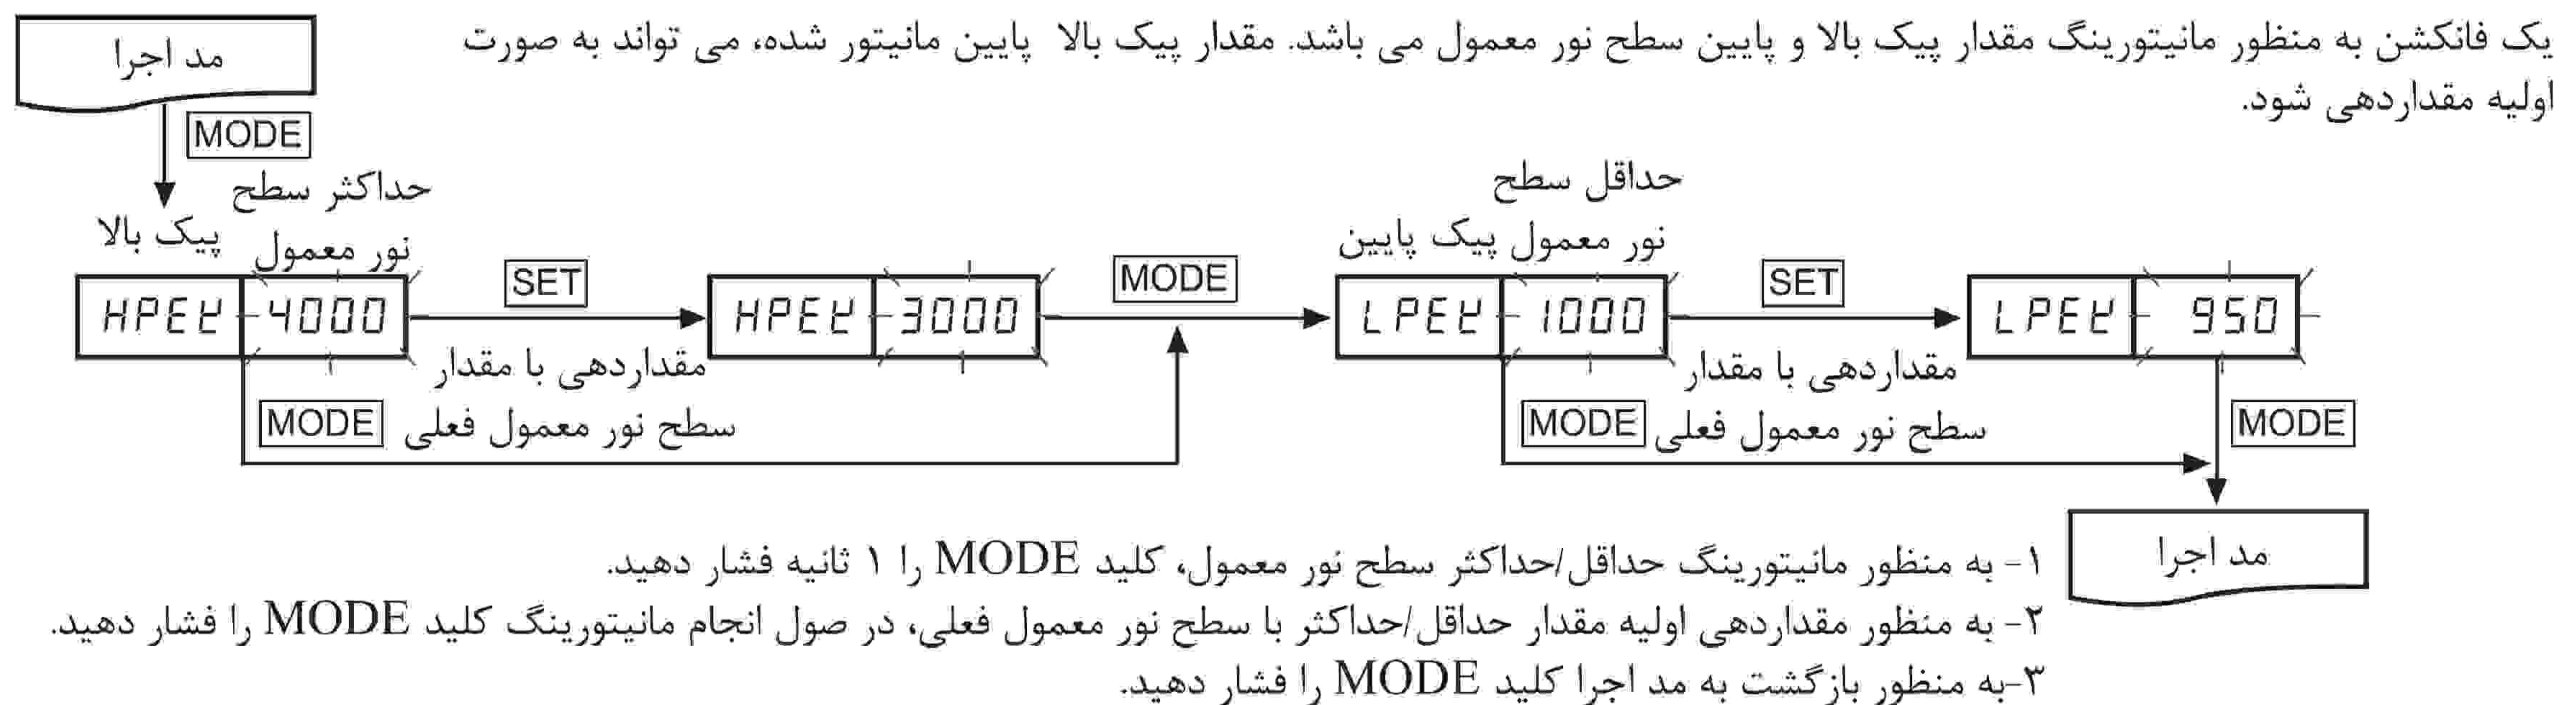 یک فانکشن به منظور مانیتورینگ مقدار پیک بالا و پایین سطح نور معمول می باشد. مقدار پیک بالا پایین مانیتور شده، می تواند به صورت
اولیه مقداردهی شود.
مد اجرا
MODE
حداکثر سطح
نور معمول
پیک بالا
HPEK 4000
SET
مقداردهی با مقدار
سطح نور معمول فعلی
MODE
HPEK 3000
MODE
حداقل سطح
نور معمول پیک پایین
LPEK 1000
SET
مقداردهی با مقدار
سطح نور معمول فعلی
MODE
LPEK 950
MODE
مد اجرا
۱- به منظور مانیتورینگ حداقل/حداکثر سطح نور معمول، کلید MODE را ۱ ثانیه فشار دهید.
۲- به منظور مقداردهی اولیه مقدار حداقل/حداکثر با سطح نور معمول فعلی، در صول انجام مانیتورینگ کلید MODE را فشار دهید.
۳-به منظور بازگشت به مد اجرا کلید MODE را فشار دهید.